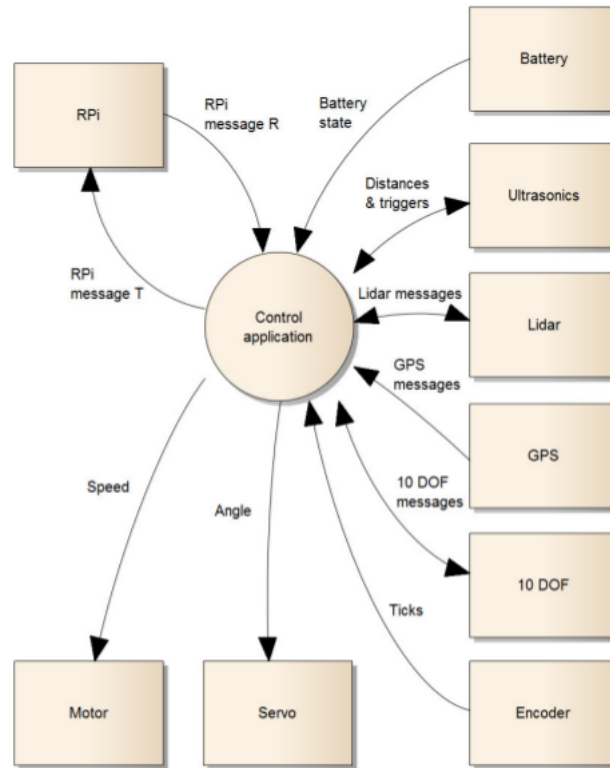 Battery
RPi
RPi
message R
Battery
state
Distances
& triggers
Ultrasonics
RPi
message T
Lidar messages
Control
application
Lidar
GPS
messages
GPS
10 DOF
messages
Speed
Angle
10 DOF
Ticks
Motor
Servo
Encoder